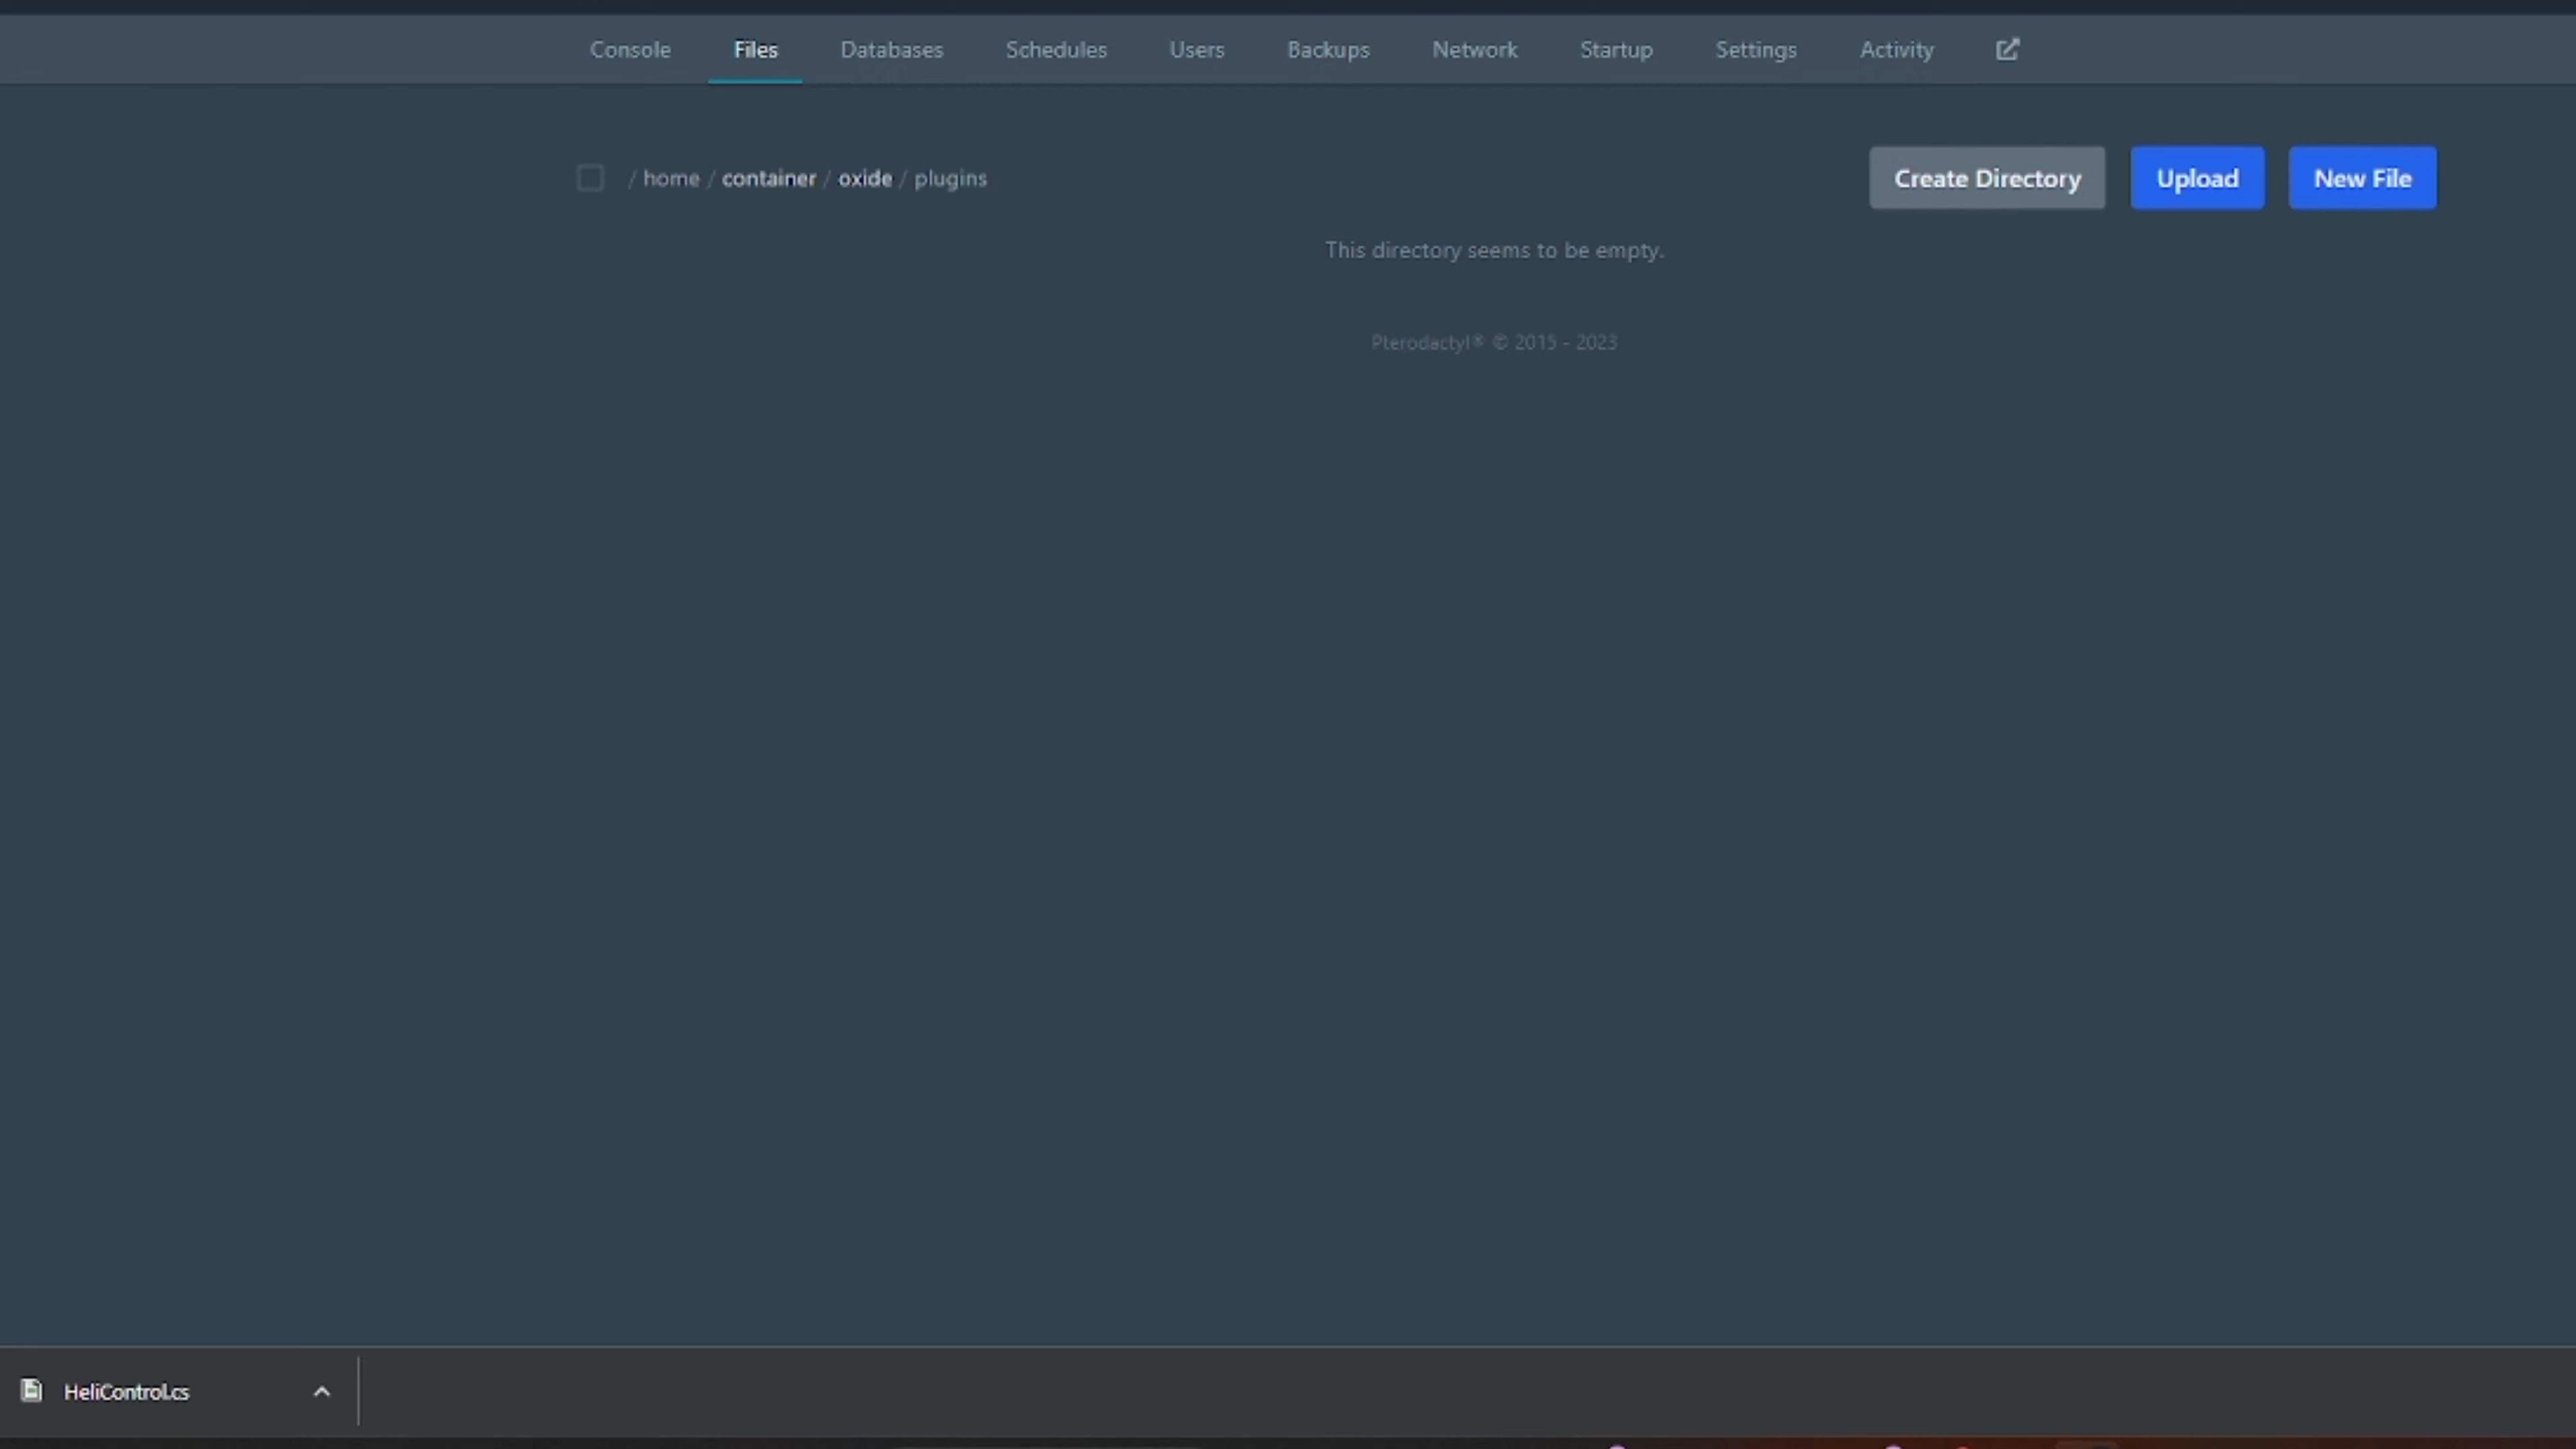 Console Files Databases Schedules Users Backups Network Startup Settings Activity
/ home / container / oxide / plugins
Create Directory Upload New File
This directory seems to be empty.
Pterodactyl® © 2015 - 2023
HeliControl.cs